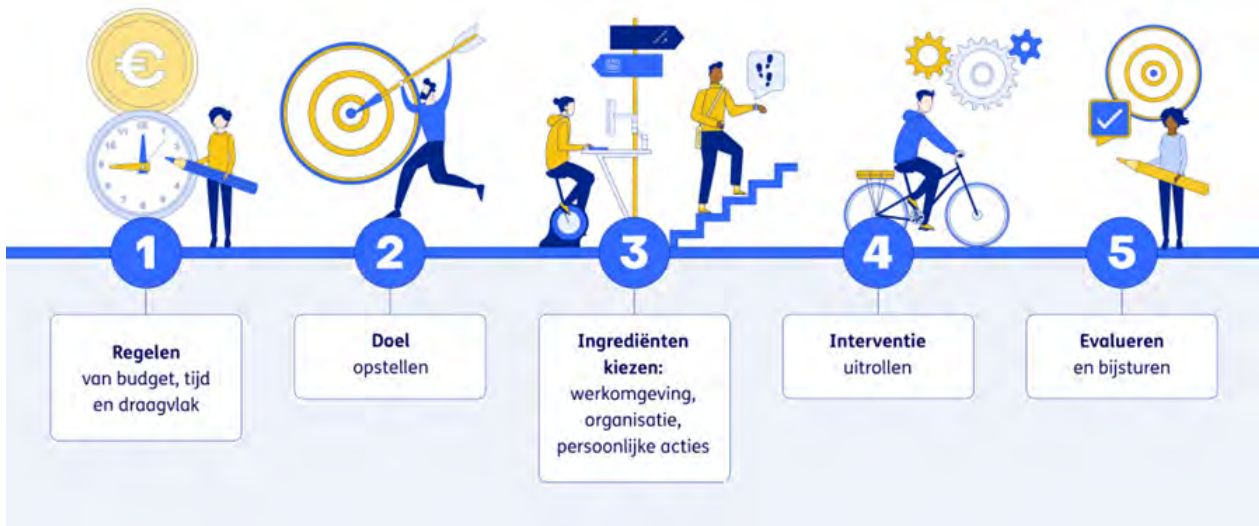 1
Regelen
van budget, tijd
en draagvlak
2
Doel
opstellen
3
Ingrediënten
kiezen:
werkomgeving,
organisatie,
persoonlijke acties
4
Interventie
uitrollen
5
Evalueren
en bijsturen